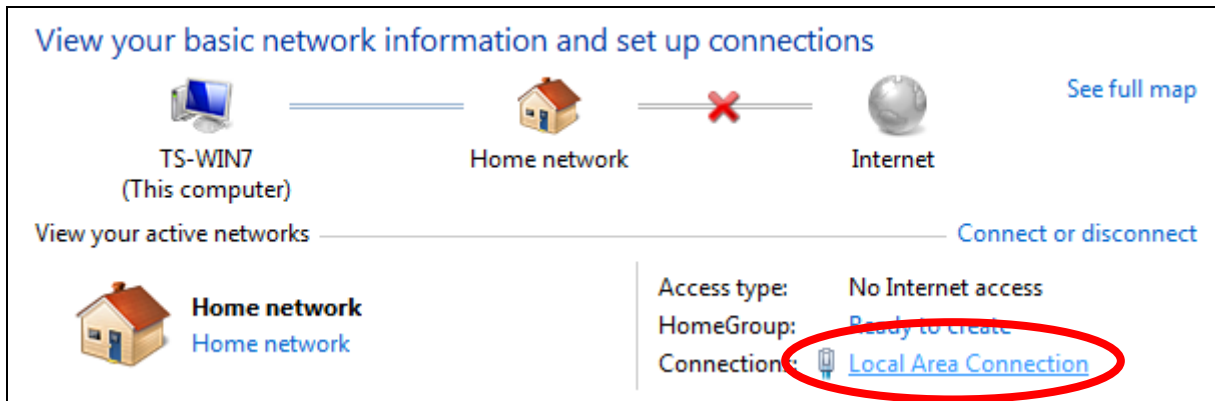 View your basic network information and set up connections
See full map
TS-WIN7
(This computer)
Home network
Internet
View your active networks
Connect or disconnect
Home network
Home network
Access type: No Internet access
HomeGroup: Ready to create
Connections: Local Area Connection